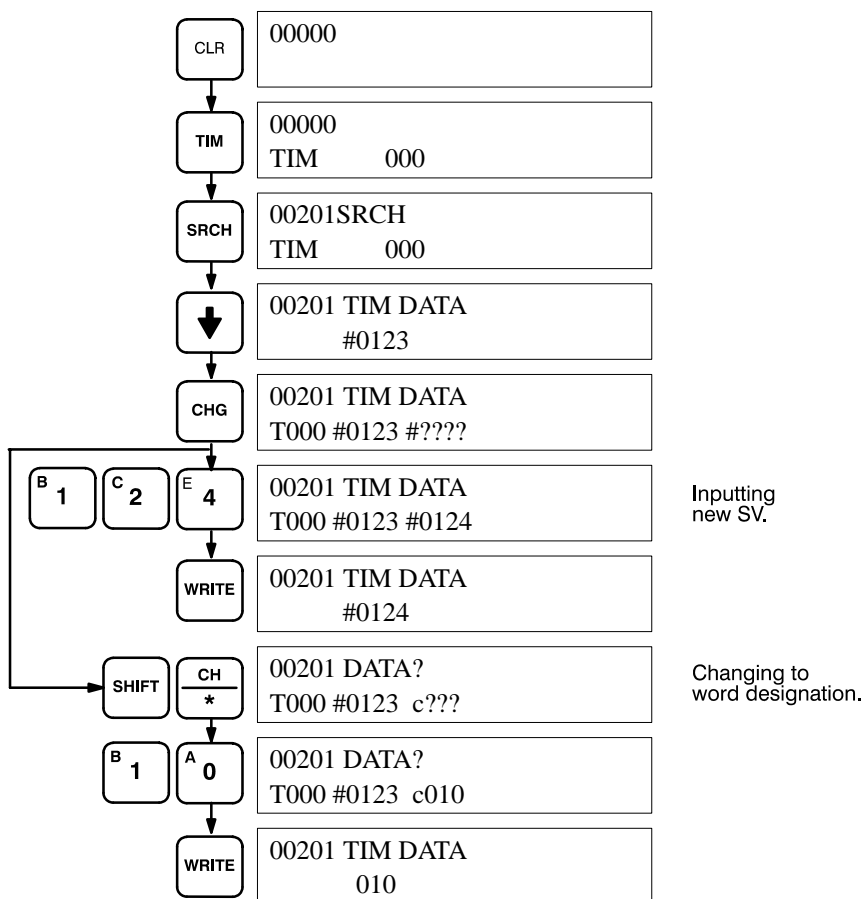 CLR
00000
TIM
00000
TIM 000
SRCH
00201SRCH
TIM 000
00201 TIM DATA
#0123
CHG
00201 TIM DATA
T000 #0123 #????
B 1
C 2
E 4
00201 TIM DATA
T000 #0123 #0124
Inputting
new SV.
WRITE
00201 TIM DATA
#0124
SHIFT
CH
*
00201 DATA?
T000 #0123 c???
Changing to
word designation.
B 1
A 0
00201 DATA?
T000 #0123 c010
WRITE
00201 TIM DATA
010